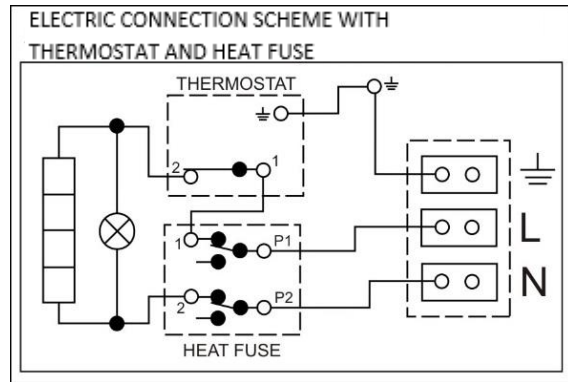 ELECTRIC CONNECTION SCHEME WITH
THERMOSTAT AND HEAT FUSE
THERMOSTAT
2
1
1
P1
L
2
P2
N
HEAT FUSE